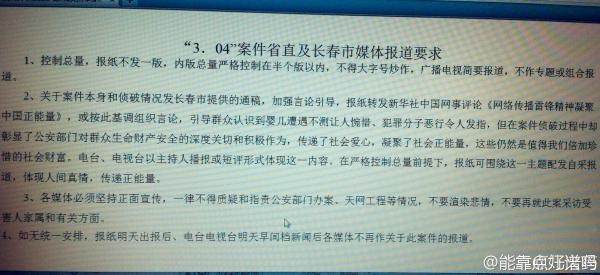 “3．04”案件省直及长春市媒体报道要求
1、控制总量，报纸不发一版，内版总量严格控制在半个版以内，不得大字号炒作，广播电视简要报道，不作专题或组合报
道。
2、关于案件本身和侦破情况发长春市提供的通稿，加强言论引导，报纸转发新华社中国网事评论《网络传播雷锋精神凝聚
中国正能量》，或按此基调组织言论，引导群众认识到婴儿遭遇不测让人惋惜、犯罪分子恶行令人发指，但在案件侦破过程中却
彰显了公安部门对群众生命财产安全的深度关切和积极作为，传递了社会爱心，凝聚了社会正能量，这些仍然是值得我们倍加珍
惜的社会财富。电台、电视台以主持人播报或短评形式体现这一内容．在严格控制总量前提下，报纸可围绕这一主题配发自采报
道，体现人间真情，传递正能量。
3、各媒体必须坚持正面宣传，一律不得质疑和指责公安部门办案、天网工程等情况，不要渲染悲情，不要再就此案采访受
害人家属和有关方面。
4、如无统一安排，报纸明天出报后、电台电视台明天早间档新闻后各媒体不再作关于此案件的报道。
@能靠点好谱吗